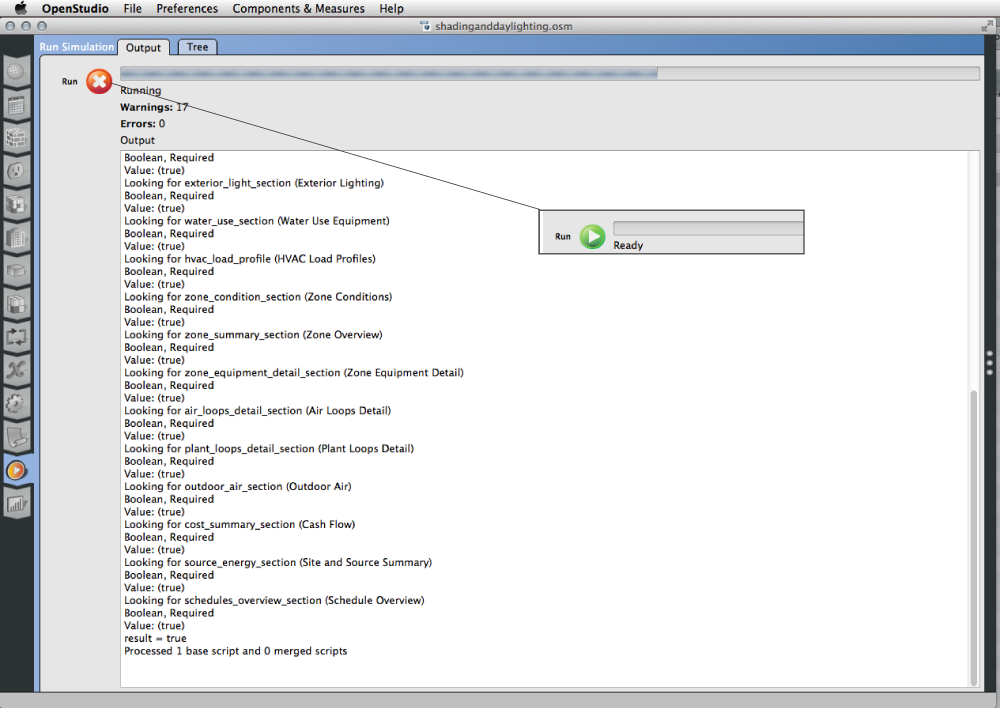 OpenStudio File Preferences Components & Measures Help
shadinganddaylighting.osm
Run Simulation Output Tree
Run
Running
Warnings: 17
Errors: 0
Output
Boolean, Required
Value: (true)
Looking for exterior_light_section (Exterior Lighting)
Boolean, Required
Value: (true)
Looking for water_use_section (Water Use Equipment)
Boolean, Required
Value: (true)
Looking for hvac_load_profile (HVAC Load Profiles)
Boolean, Required
Value: (true)
Looking for zone_condition_section (Zone Conditions)
Boolean, Required
Value: (true)
Looking for zone_summary_section (Zone Overview)
Boolean, Required
Value: (true)
Looking for zone_equipment_detail_section (Zone Equipment Detail)
Boolean, Required
Value: (true)
Looking for air_loops_detail_section (Air Loops Detail)
Boolean, Required
Value: (true)
Looking for plant_loops_detail_section (Plant Loops Detail)
Boolean, Required
Value: (true)
Looking for outdoor_air_section (Outdoor Air)
Boolean, Required
Value: (true)
Looking for cost_summary_section (Cash Flow)
Boolean, Required
Value: (true)
Looking for source_energy_section (Site and Source Summary)
Boolean, Required
Value: (true)
Looking for schedules_overview_section (Schedule Overview)
Boolean, Required
Value: (true)
result = true
Processed 1 base script and 0 merged scripts
Run
Ready